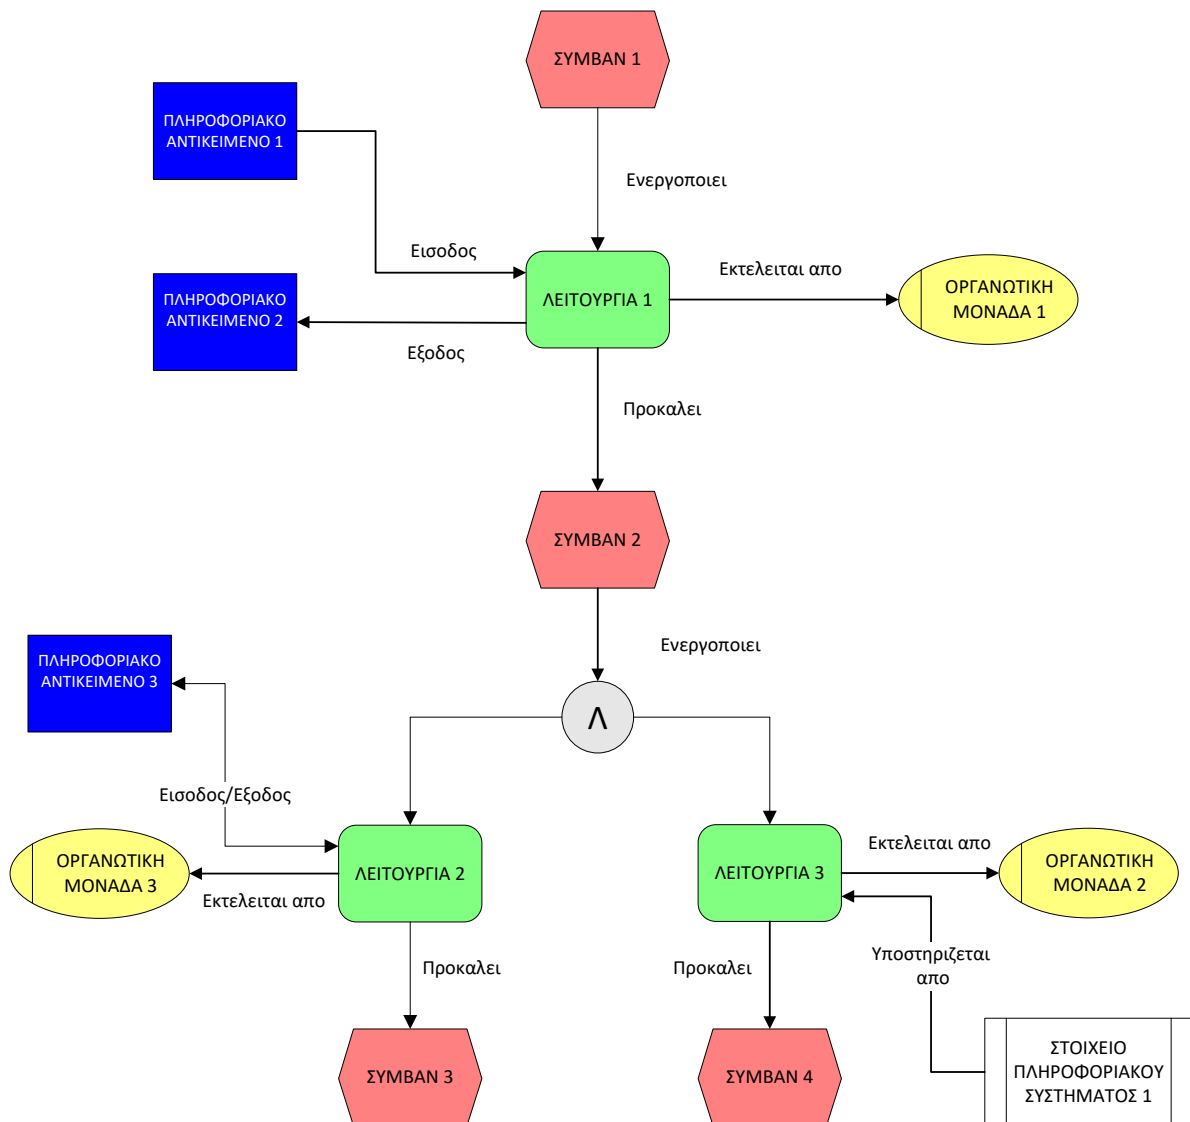 ΣΥΜΒΑΝ 1
ΠΛΗΡΟΦΟΡΙΑΚΟ
ΑΝΤΙΚΕΙΜΕΝΟ 1
Ενεργοποιει
Εισοδος
Εκτελειται απο
ΠΛΗΡΟΦΟΡΙΑΚΟ
ΑΝΤΙΚΕΙΜΕΝΟ 2
ΛΕΙΤΟΥΡΓΙΑ 1
ΟΡΓΑΝΩΤΙΚΗ
ΜΟΝΑΔΑ 1
Εξοδος
Προκαλει
ΣΥΜΒΑΝ 2
Ενεργοποιει
ΠΛΗΡΟΦΟΡΙΑΚΟ
ΑΝΤΙΚΕΙΜΕΝΟ 3
Λ
Εισοδος/Εξοδος
ΟΡΓΑΝΩΤΙΚΗ
ΜΟΝΑΔΑ 3
Εκτελειται απο
ΛΕΙΤΟΥΡΓΙΑ 2
ΛΕΙΤΟΥΡΓΙΑ 3
Εκτελειται απο
ΟΡΓΑΝΩΤΙΚΗ
ΜΟΝΑΔΑ 2
Προκαλει
Προκαλει
Υποστηριζεται
απο
ΣΥΜΒΑΝ 3
ΣΥΜΒΑΝ 4
ΣΤΟΙΧΕΙΟ
ΠΛΗΡΟΦΟΡΙΑΚΟΥ
ΣΥΣΤΗΜΑΤΟΣ 1